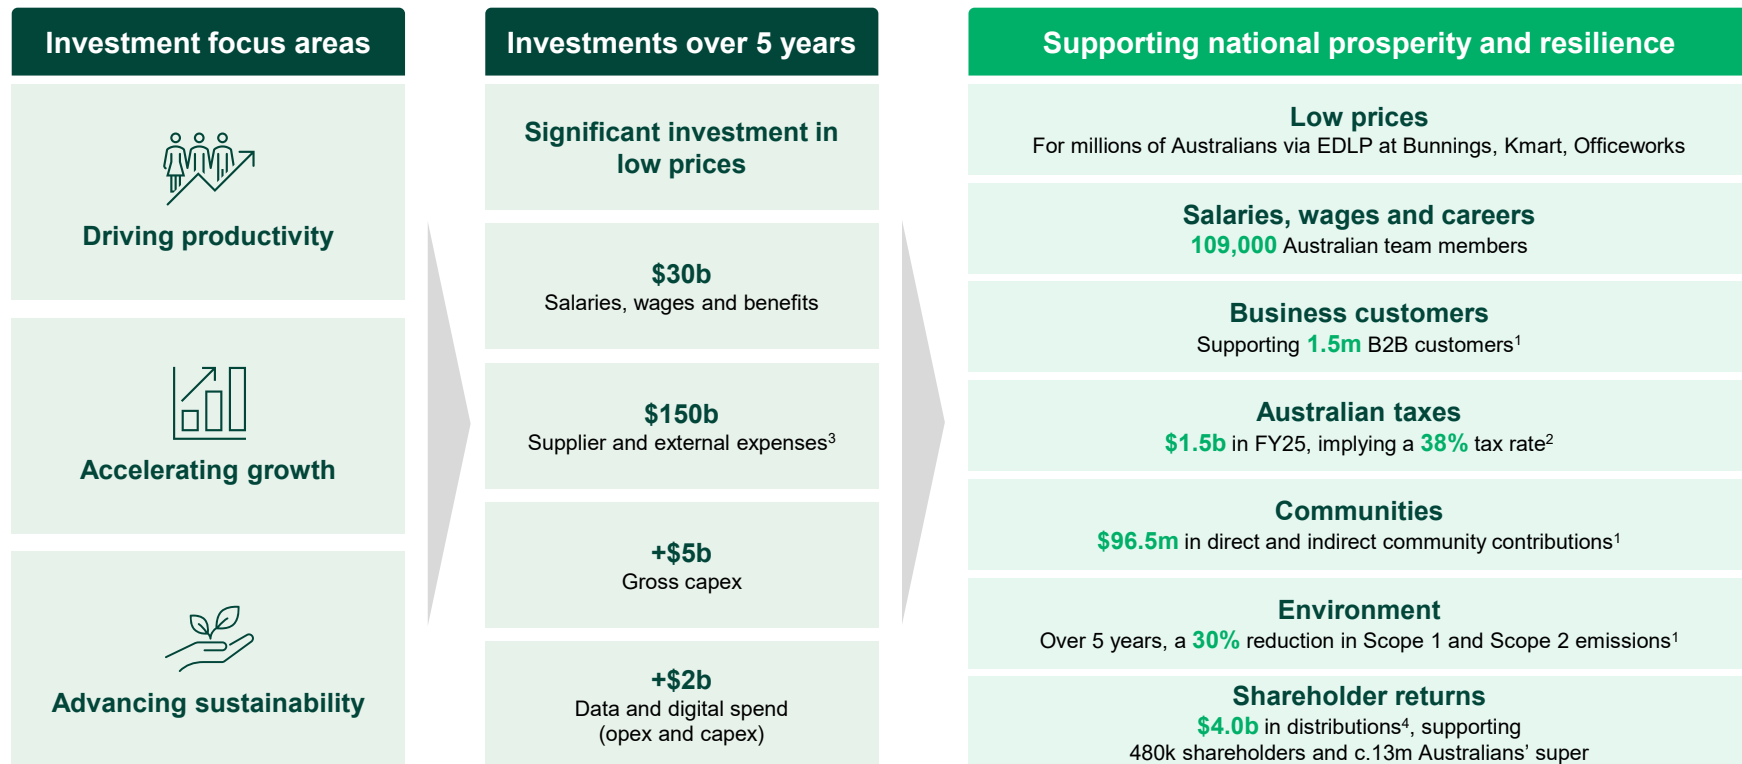 Investment focus areas
Driving productivity
Accelerating growth
Advancing sustainability
Investments over 5 years
Significant investment in
low prices
$30b
Salaries, wages and benefits
$150b
Supplier and external expenses³
+$5b
Gross capex
+$2b
Data and digital spend
(opex and capex)
Supporting national prosperity and resilience
Low prices
For millions of Australians via EDLP at Bunnings, Kmart, Officeworks
Salaries, wages and careers
109,000 Australian team members
Business customers
Supporting 1.5m B2B customers¹
Australian taxes
$1.5b in FY25, implying a 38% tax rate²
Communities
$96.5m in direct and indirect community contributions¹
Environment
Over 5 years, a 30% reduction in Scope 1 and Scope 2 emissions¹
Shareholder returns
$4.0b in distributions⁴, supporting
480k shareholders and c.13m Australians’ super